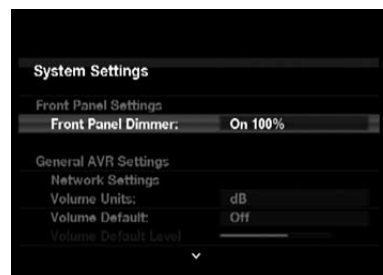 System Settings
Front Panel Settings
Front Panel Dimmer: On 100%
General AVR Settings
Network Settings
Volume Units: dB
Volume Default: Off
Volume Default Level